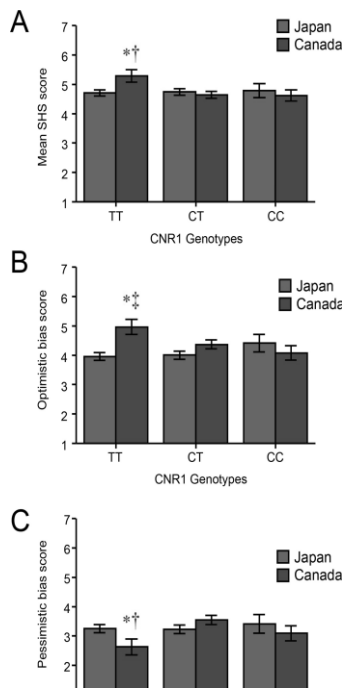 A
7
Japan
Canada
6
*†
5
4
3
2
1
Mean SHS score
TT
CT
CC
CNR1 Genotypes
B
7
Japan
Canada
6
*‡
5
4
3
2
1
Optimistic bias score
TT
CT
CC
CNR1 Genotypes
C
7
Japan
Canada
6
5
4
*†
3
2
Pessimistic bias score